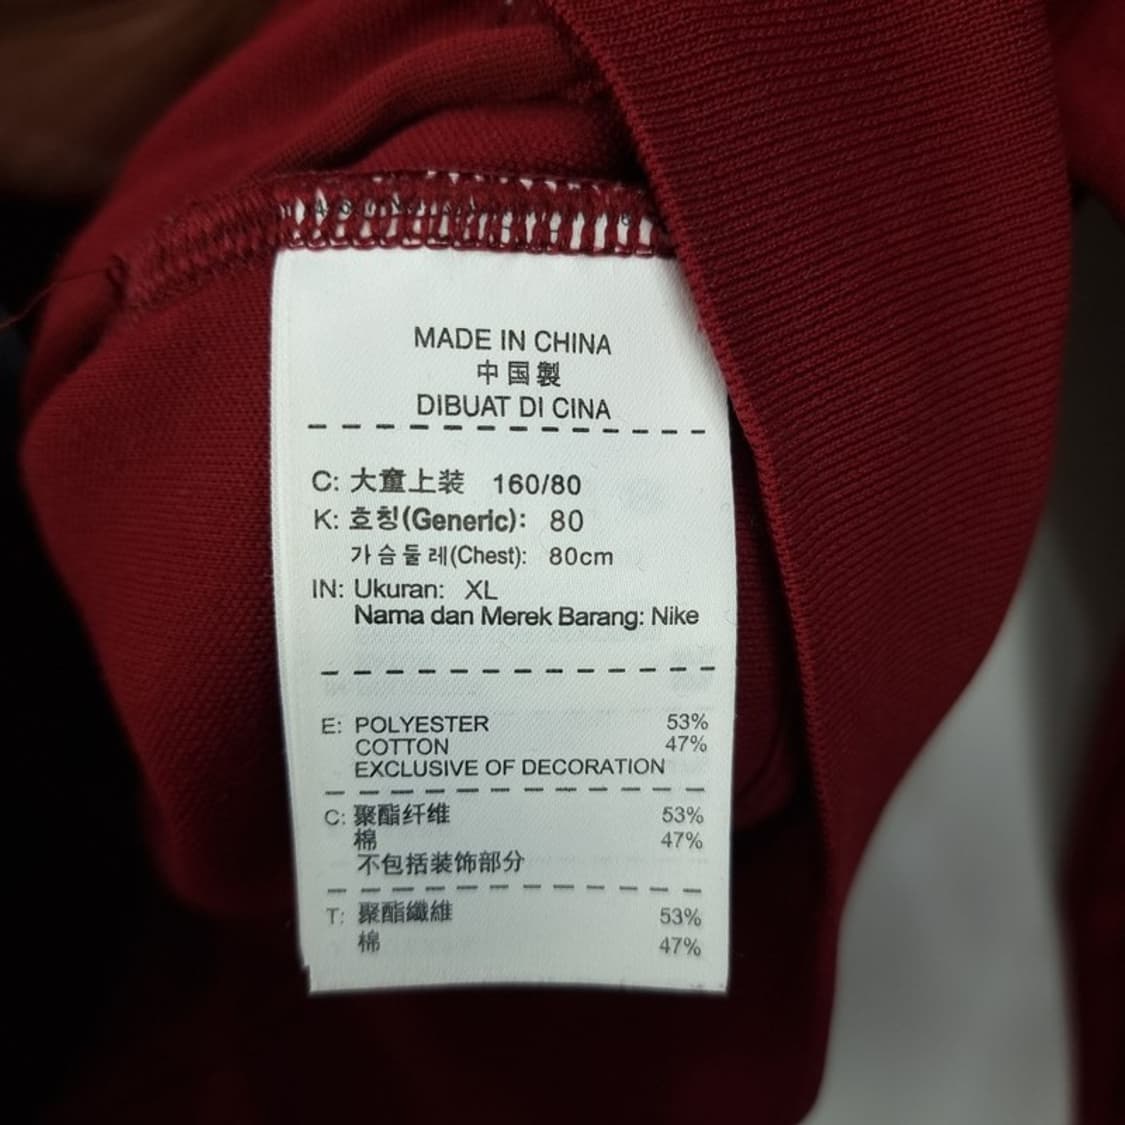 MADE IN CHINA
中国製
DIBUAT DI CINA
C: 大童上装 160/80
K: 호칭(Generic): 80
가슴둘레(Chest): 80cm
IN: Ukuran: XL
Nama dan Merek Barang: Nike
E: POLYESTER 53%
COTTON 47%
EXCLUSIVE OF DECORATION
C: 聚酯纤维 53%
棉 47%
不包括装饰部分
T: 聚酯纖維 53%
棉 47%